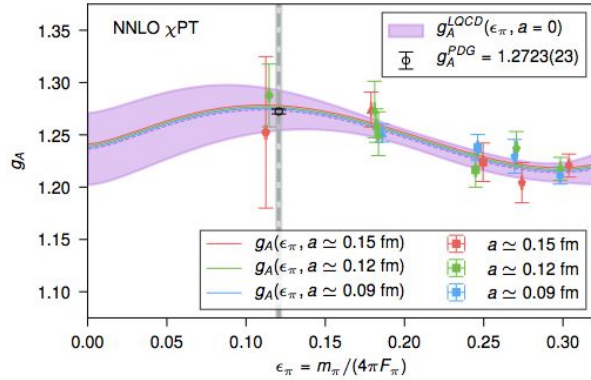 NNLO χPT
g_A^{LQCD}(ϵ_π, a = 0)
g_A^{PDG} = 1.2723(23)
1.35
1.30
1.25
1.20
1.15
1.10
g_A
g_A(ϵ_π, a ≃ 0.15 fm) a ≃ 0.15 fm
g_A(ϵ_π, a ≃ 0.12 fm) a ≃ 0.12 fm
g_A(ϵ_π, a ≃ 0.09 fm) a ≃ 0.09 fm
0.00 0.05 0.10 0.15 0.20 0.25 0.30
ϵ_π = m_π/(4πF_π)